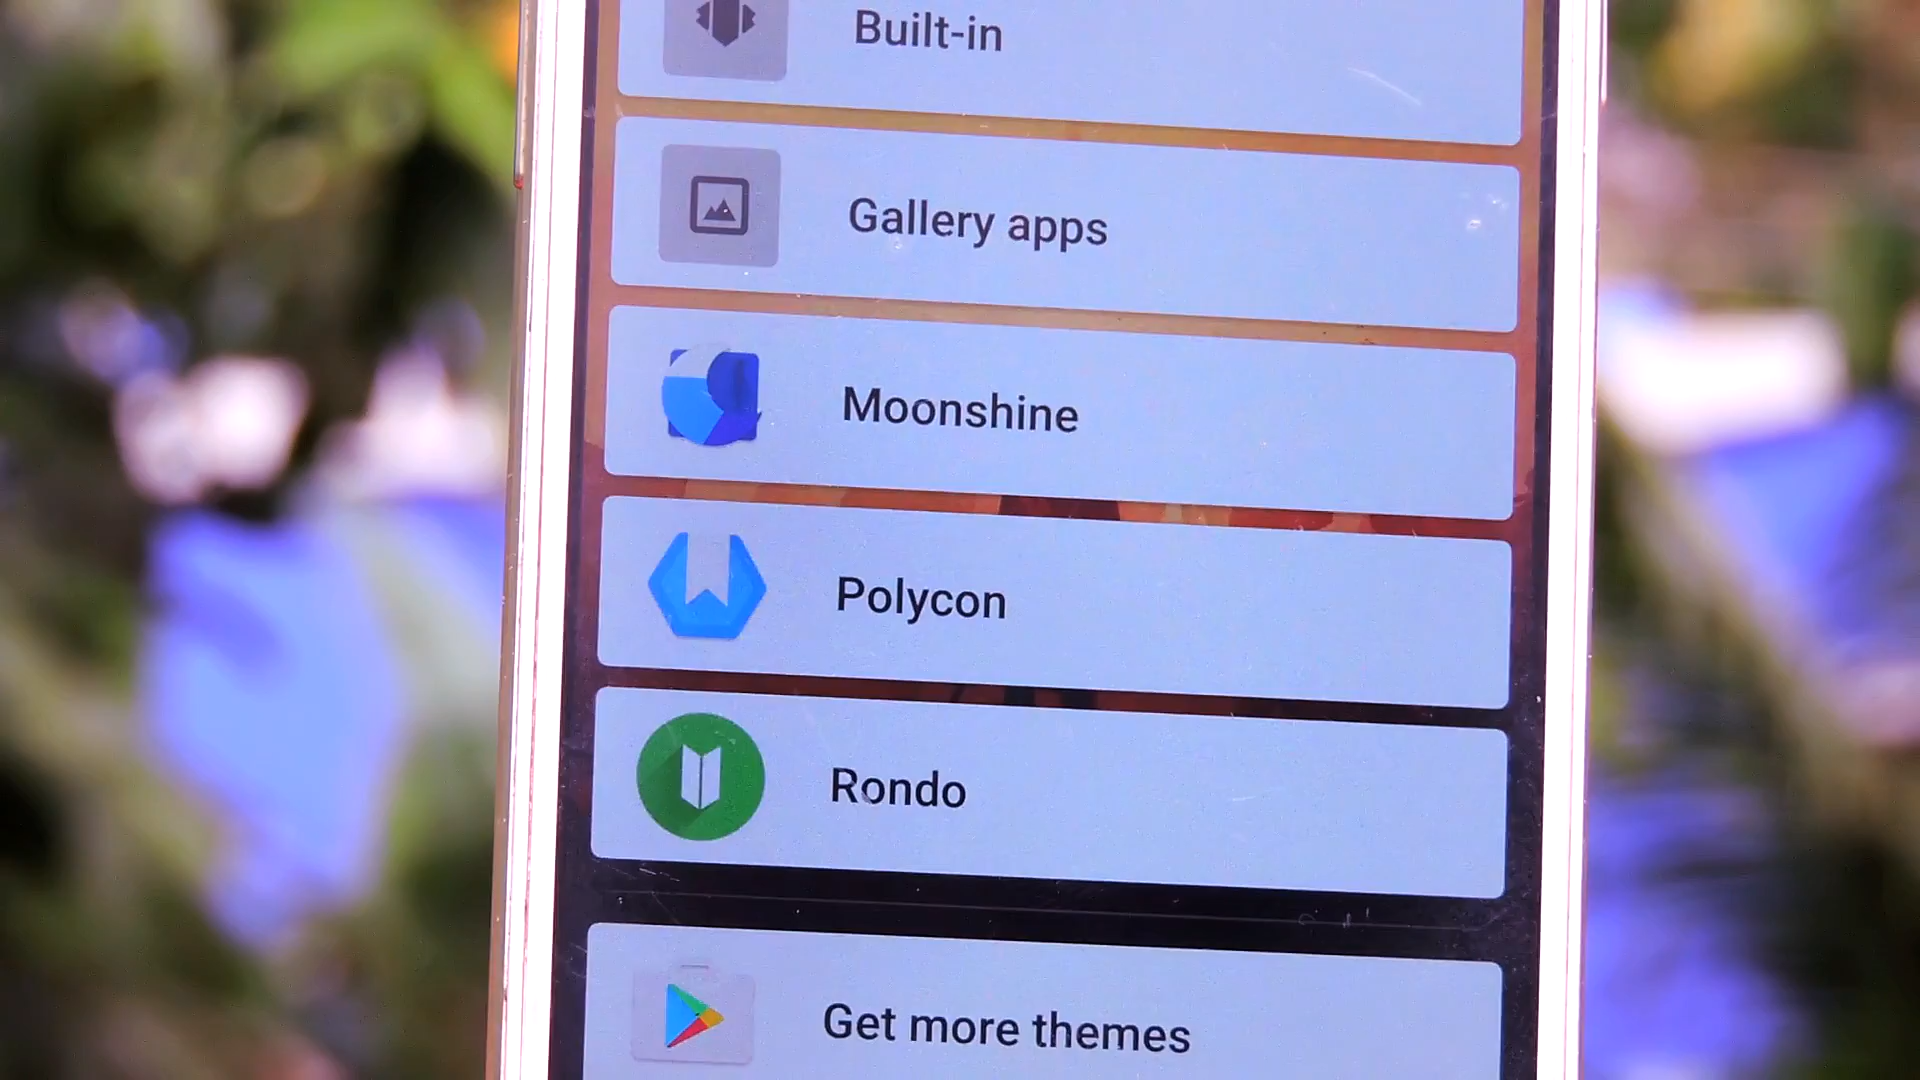 Built-in
Gallery apps
Moonshine
Polycon
Rondo
Get more themes